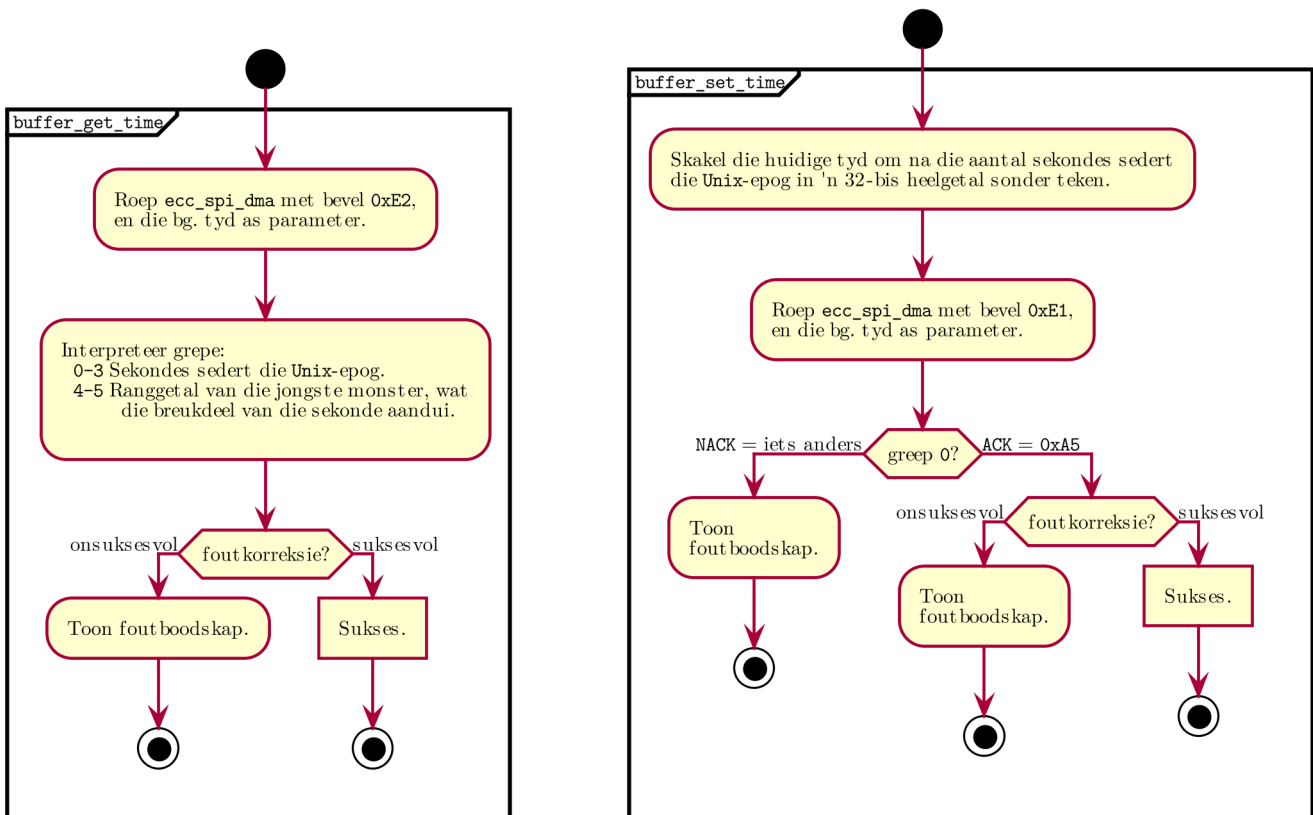 buffer_get_time
Roep ecc_spi_dma met bevel 0xE2,
en die bg. tyd as parameter.
Interpreteer grepe:
0-3 Sekondes sedert die Unix-epog.
4-5 Ranggetal van die jongste monster, wat
die breukdeel van die sekonde aandui.
onsuksesvol
foutkorreksie?
suksesvol
Toon foutboodskap.
Sukses.
buffer_set_time
Skakel die huidige tyd om na die aantal sekondes sedert
die Unix-epog in 'n 32-bis heelgetal sonder teken.
Roep ecc_spi_dma met bevel 0xE1,
en die bg. tyd as parameter.
NACK = iets anders
greep 0?
ACK = 0xA5
Toon
foutboodskap.
onsuksesvol
foutkorreksie?
suksesvol
Toon
foutboodskap.
Sukses.